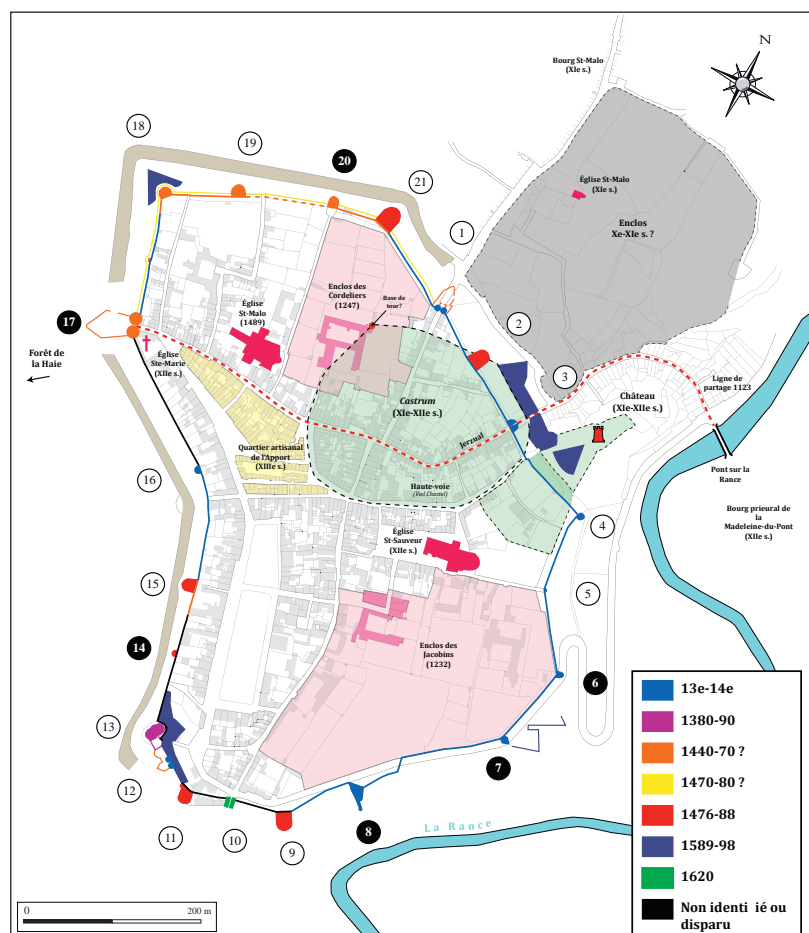 N
Bourg St-Malo
(XIe s.)
18
19
20
21
1
Église St-Malo
(XIe s.)
Enclos
Xe-XIe s. ?
Enclos des
Cordeliers
(1247)
Base de
tour?
Église
St-Malo
(1489)
17
Forêt de
la Haie
Église
Ste-Marie
(XIIe s.)
2
3
Château
(XIe-XIIe s.)
Ligne de
partage 1123
Castrum
(XIe-XIIe s.)
Jerzual
Quartier artisanal
de l'Apport
(XIIIe s.)
Haute-voie
(Viel Chastel)
Pont sur la
Rance
16
Bourg prieural de
la
Madeleine-du-Pont
(XIIe s.)
4
Église
St-Sauveur
(XIIe s.)
15
5
14
Enclos des
Jacobins
(1232)
6
13
12
7
11
10
9
8
La Rance
13e-14e
1380-90
1440-70 ?
1470-80 ?
1476-88
1589-98
1620
Non identi ié ou
disparu
0
200 m